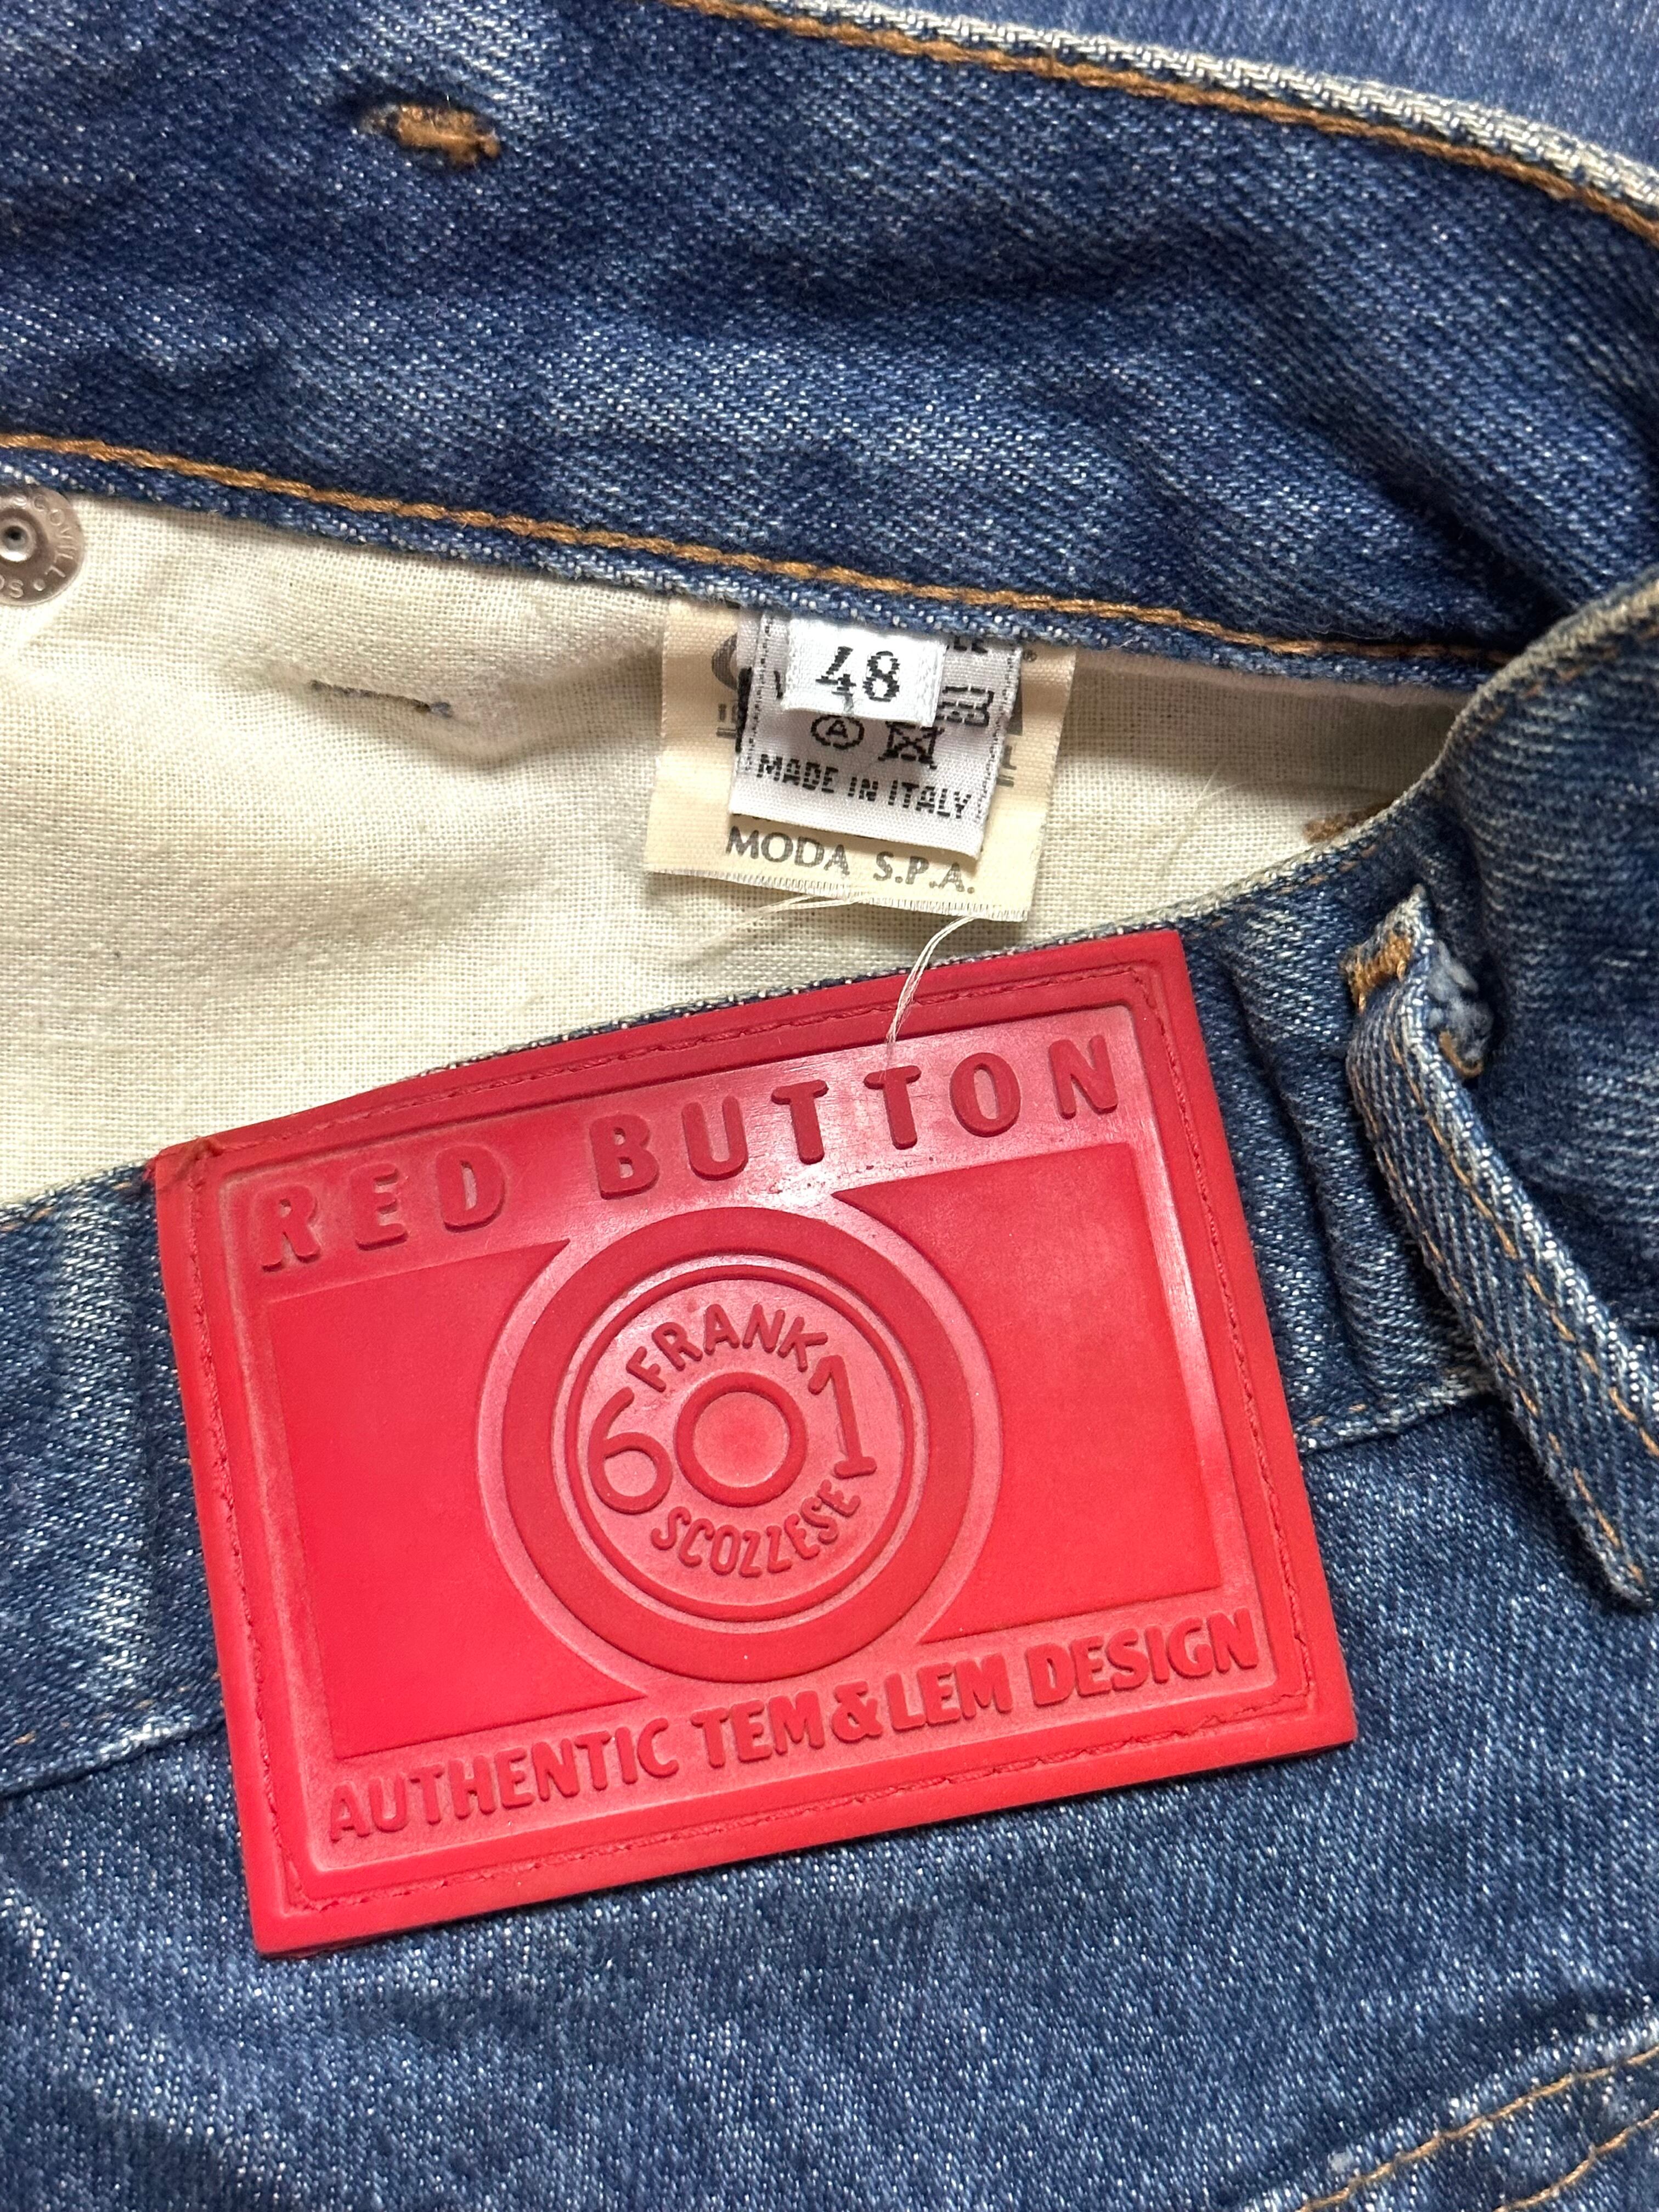 48
A
MADE IN ITALY
MODA S.P.A.
RED BUTTON
FRANK
601
SCOZZESE
AUTHENTIC TEM & LEM DESIGN